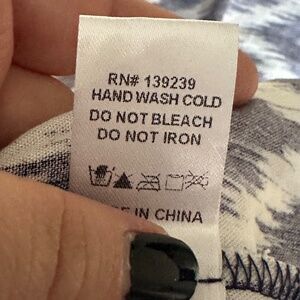 RN# 139239
HAND WASH COLD
DO NOT BLEACH
DO NOT IRON
IN CHINA